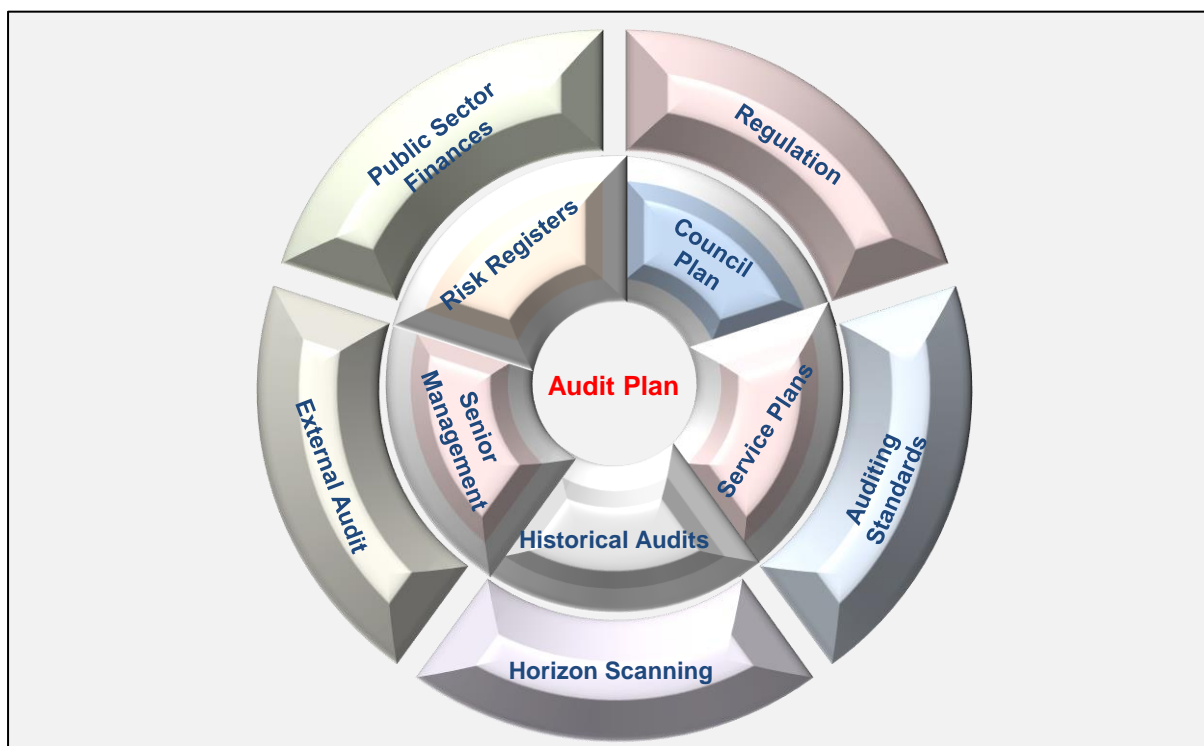 Public Sector
Finances
Regulation
Risk Registers
Council
Plan
Audit Plan
Senior
Management
Service Plans
External Audit
Auditing
Standards
Historical Audits
Horizon Scanning